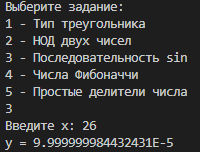 Выберите задание:
1 - Тип треугольника
2 - НОД двух чисел
3 - Последовательность sin
4 - Числа Фибоначчи
5 - Простые делители числа
3
Введите x: 26
y = 9.999999984432431E-5